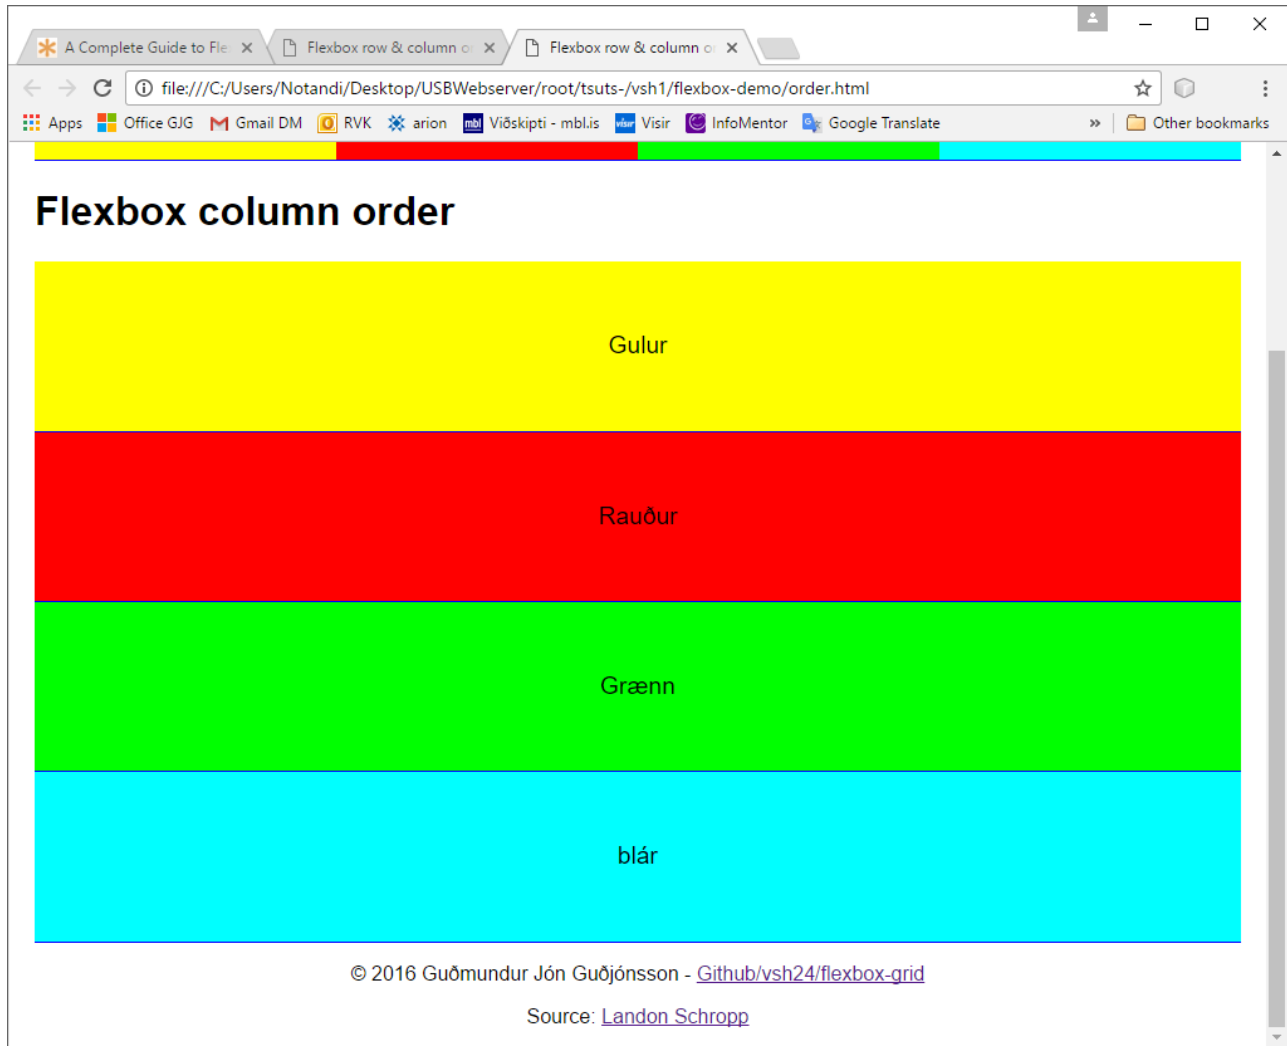 A Complete Guide to Fle
Flexbox row & column o
Flexbox row & column o
file:///C:/Users/Notandi/Desktop/USBWebserver/root/tsuts-/vsh1/flexbox-demo/order.html
Apps Office GJG Gmail DM RVK arion mbl Viðskipti - mbl.is visir Visir InfoMentor Google Translate » Other bookmarks
Flexbox column order
Gulur
Rauður
Grænn
blár
© 2016 Guðmundur Jón Guðjónsson - Github/vsh24/flexbox-grid
Source: Landon Schropp